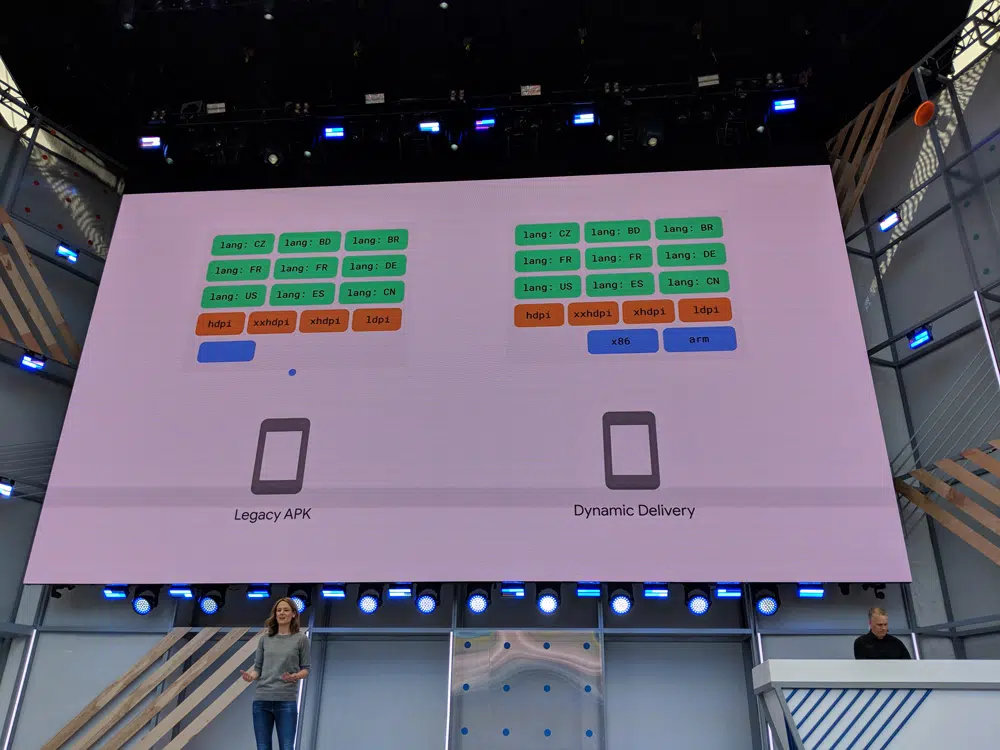 lang: CZ lang: BD lang: BR
lang: FR lang: FR lang: DE
lang: US lang: ES lang: CN
hdpi xxhdpi xhdpi ldpi
Legacy APK
lang: CZ lang: BD lang: BR
lang: FR lang: FR lang: DE
lang: US lang: ES lang: CN
hdpi xxhdpi xhdpi ldpi
x86 arm
Dynamic Delivery